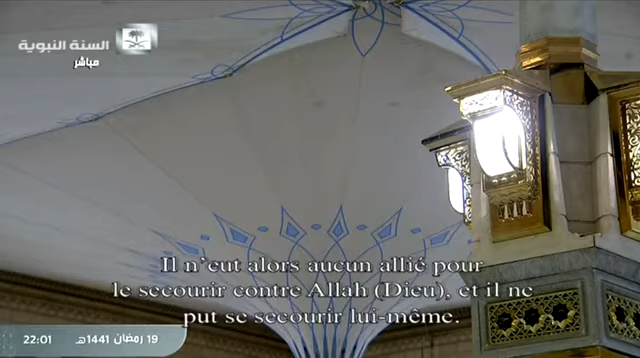 السنة النبوية
مباشر
Il n'eut alors aucun allié pour
le secourir contre Allah (Dieu), et il ne
put se secourir lui-même.
22:01 19 رمضان 1441هـ